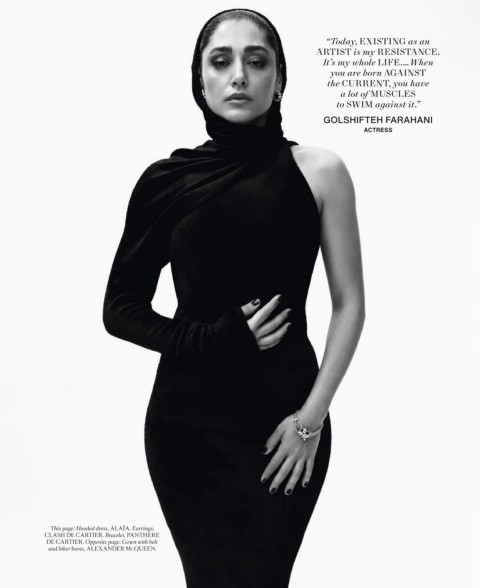 “Today, EXISTING as an
ARTIST is my RESISTANCE.
It’s my whole LIFE.... When
you are born AGAINST
the CURRENT, you have
a lot of MUSCLES
to SWIM against it.”
GOLSHIFTEH FARAHANI
ACTRESS
This page: Hooded dress, ALAÏA. Earrings,
CLASH DE CARTIER. Bracelet, PANTHÈRE
DE CARTIER. Opposite page: Gown with belt
and biker boots, ALEXANDER McQUEEN.